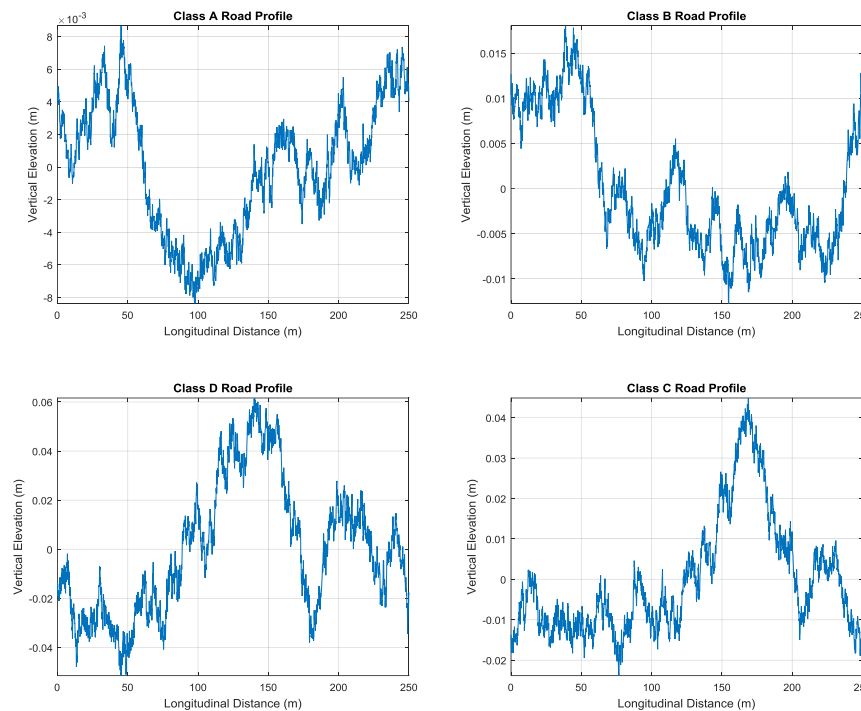 Class A Road Profile
×10⁻³
8
6
4
2
0
-2
-4
-6
-8
Vertical Elevation (m)
0 50 100 150 200 250
Longitudinal Distance (m)
Class B Road Profile
0.015
0.01
0.005
0
-0.005
-0.01
Vertical Elevation (m)
0 50 100 150 200 250
Longitudinal Distance (m)
Class D Road Profile
0.06
0.04
0.02
0
-0.02
-0.04
Vertical Elevation (m)
0 50 100 150 200 250
Longitudinal Distance (m)
Class C Road Profile
0.04
0.03
0.02
0.01
0
-0.01
-0.02
Vertical Elevation (m)
0 50 100 150 200 250
Longitudinal Distance (m)